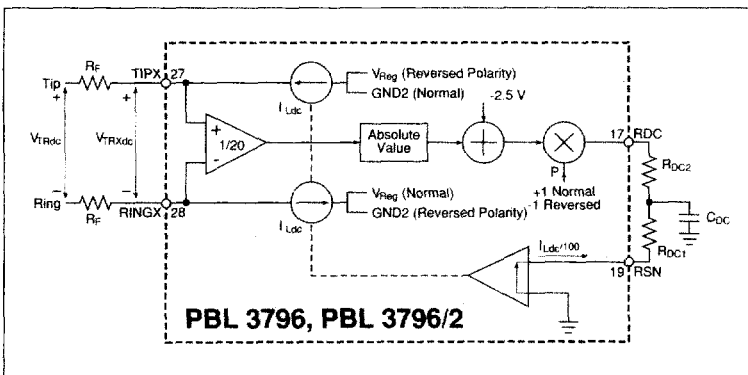 R_F
TIPX 27
V_Reg (Reversed Polarity)
Tip
+
+
I_Ldc
GND2 (Normal)
-2.5 V
17 RDC
V_TRdc
V_TRXdc
+
1/20
-
Absolute
Value
+
×
R_DC2
P
+1 Normal
-1 Reversed
V_Reg (Normal)
−
−
Ring
R_F
RINGX 28
I_Ldc
GND2 (Reversed Polarity)
C_DC
R_DC1
I_Ldc/100
19 RSN
PBL 3796, PBL 3796/2